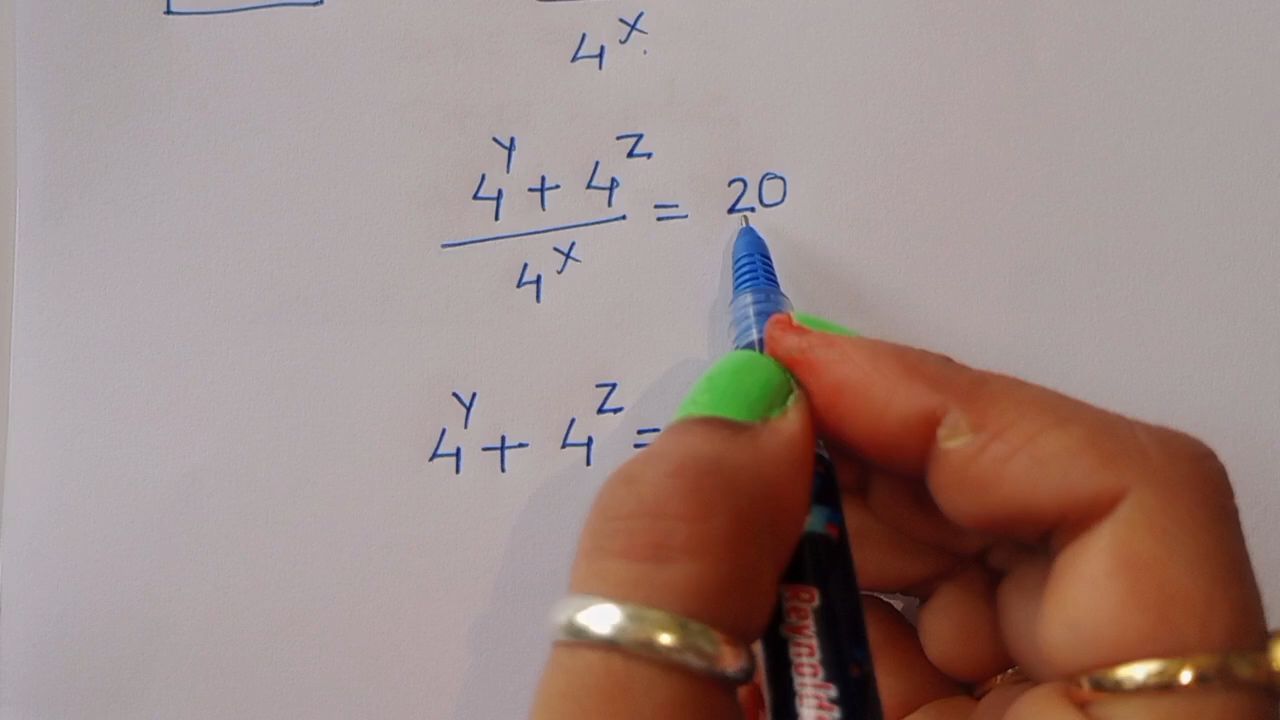 4^x
4^y + 4^z
4^x
= 20
4^y + 4^z =
Reynolds